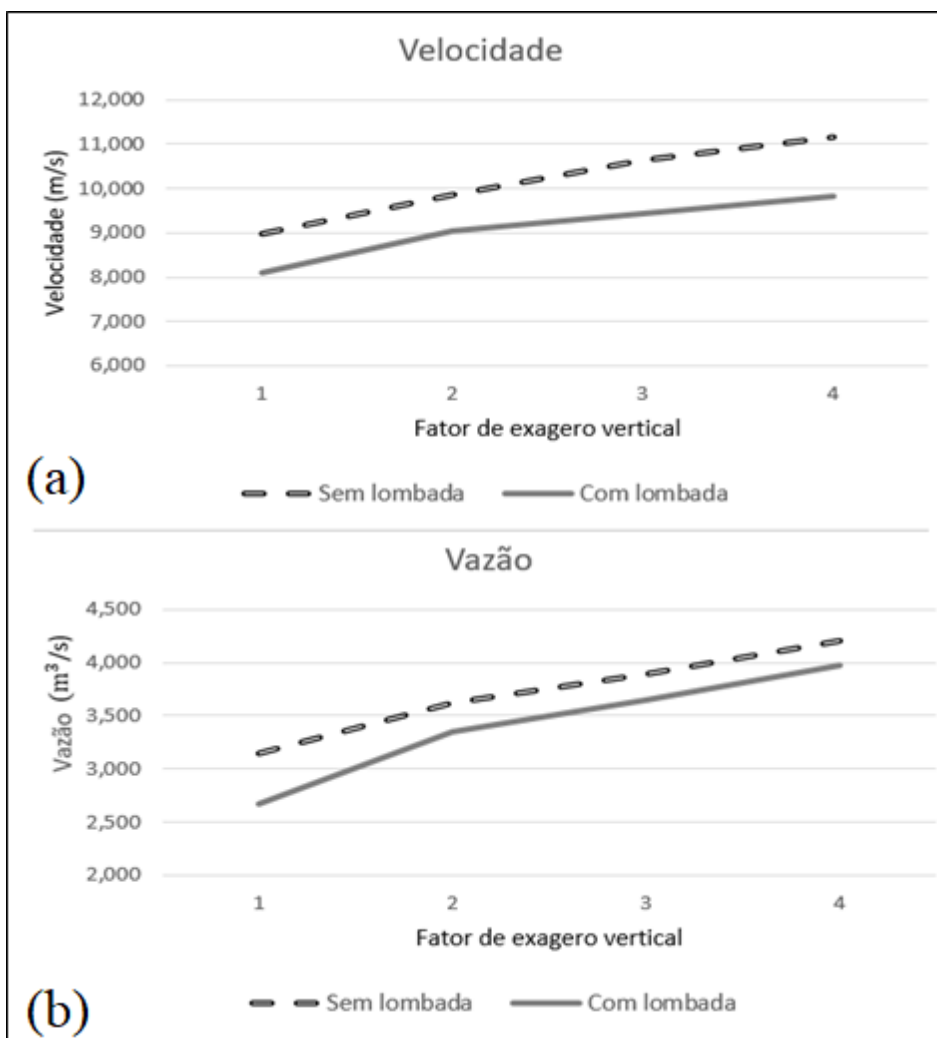 Velocidade
Velocidade (m/s)
12,000
11,000
10,000
9,000
8,000
7,000
6,000
1 2 3 4
Fator de exagero vertical
(a)
Sem lombada Com lombada
Vazão
Vazão (m³/s)
4,500
4,000
3,500
3,000
2,500
2,000
1 2 3 4
Fator de exagero vertical
(b)
Sem lombada Com lombada